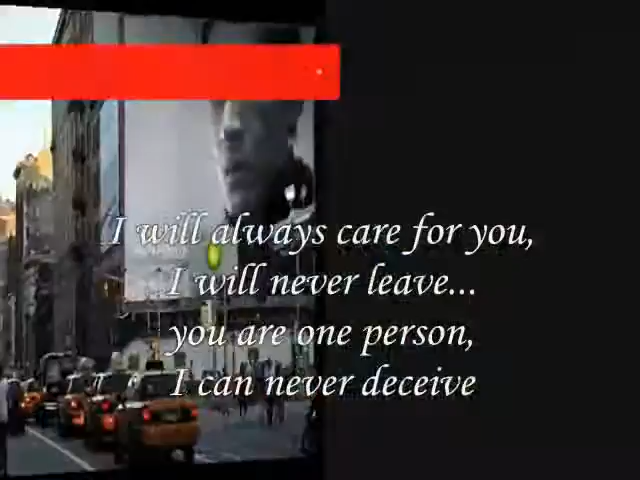 I will always care for you,
I will never leave...
you are one person,
I can never deceive